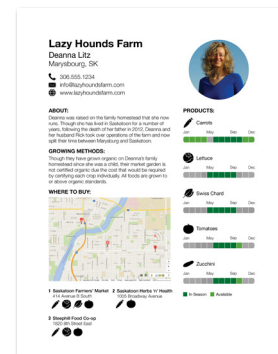 Lazy Hounds Farm
Deanna Litz
Marysbourg, SK
306.555.1234
info@lazyhoundsfarm.com
www.lazyhoundsfarm.com
ABOUT:
Deanna was raised on the family homestead that she now
runs. Though she has lived in Saskatoon for a number of
years, following the death of her father in 2012, Deanna and
her husband Rick took over operations of the farm and now
split their time between Marysburg and Saskatoon.
GROWING METHODS:
Though they have grown organic on Deanna's family
homestead since she was a child, their market garden is
not certified organic due the cost that would be required
by certifying each crop individually. All foods are grown to
or above organic standards.
WHERE TO BUY:
1 Saskatoon Farmers' Market
414 Avenue B South
2 Saskatoon Herbs 'n' Health
1005 Broadway Avenue
3 Steephill Food Co-op
1820 8th Street East
PRODUCTS:
Carrots
Jan May Sep Dec
Lettuce
Jan May Sep Dec
Swiss Chard
Jan May Sep Dec
Tomatoes
Jan May Sep Dec
Zucchini
Jan May Sep Dec
In Season Available